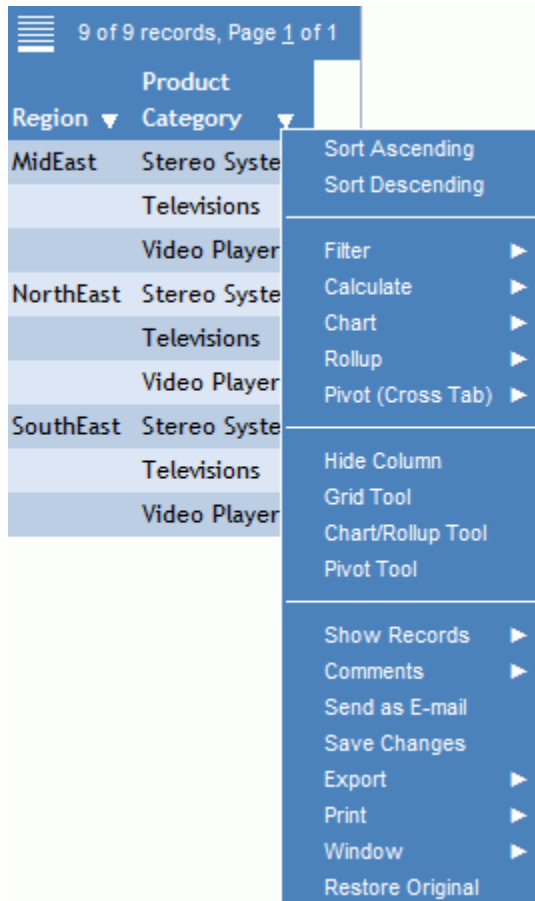 9 of 9 records, Page 1 of 1
Product
Region Category
MidEast Stereo Syste
Televisions
Video Player
NorthEast Stereo Syste
Televisions
Video Player
SouthEast Stereo Syste
Televisions
Video Player
Sort Ascending
Sort Descending
Filter
Calculate
Chart
Rollup
Pivot (Cross Tab)
Hide Column
Grid Tool
Chart/Rollup Tool
Pivot Tool
Show Records
Comments
Send as E-mail
Save Changes
Export
Print
Window
Restore Original